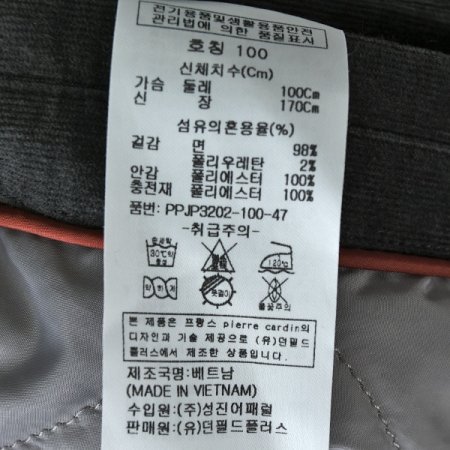 전기용품및생활용품안전
관리법에 의한 품질표시
호칭 100
신체치수(Cm)
가슴 둘레 100Cm
신 장 170Cm
섬유의혼용율(%)
겉감 면 98%
폴리우레탄 2%
안감 폴리에스터 100%
충전재 폴리에스터 100%
품번: PPJP3202-100-47
-취급주의-
본 제품은 프랑스 pierre cardin의
디자인과 기술 제공으로 (유)던필드
플러스에서 제조한 상품입니다.
제조국명:베트남
(MADE IN VIETNAM)
수입원: (주)성진어패럴
판매원: (유)던필드플러스